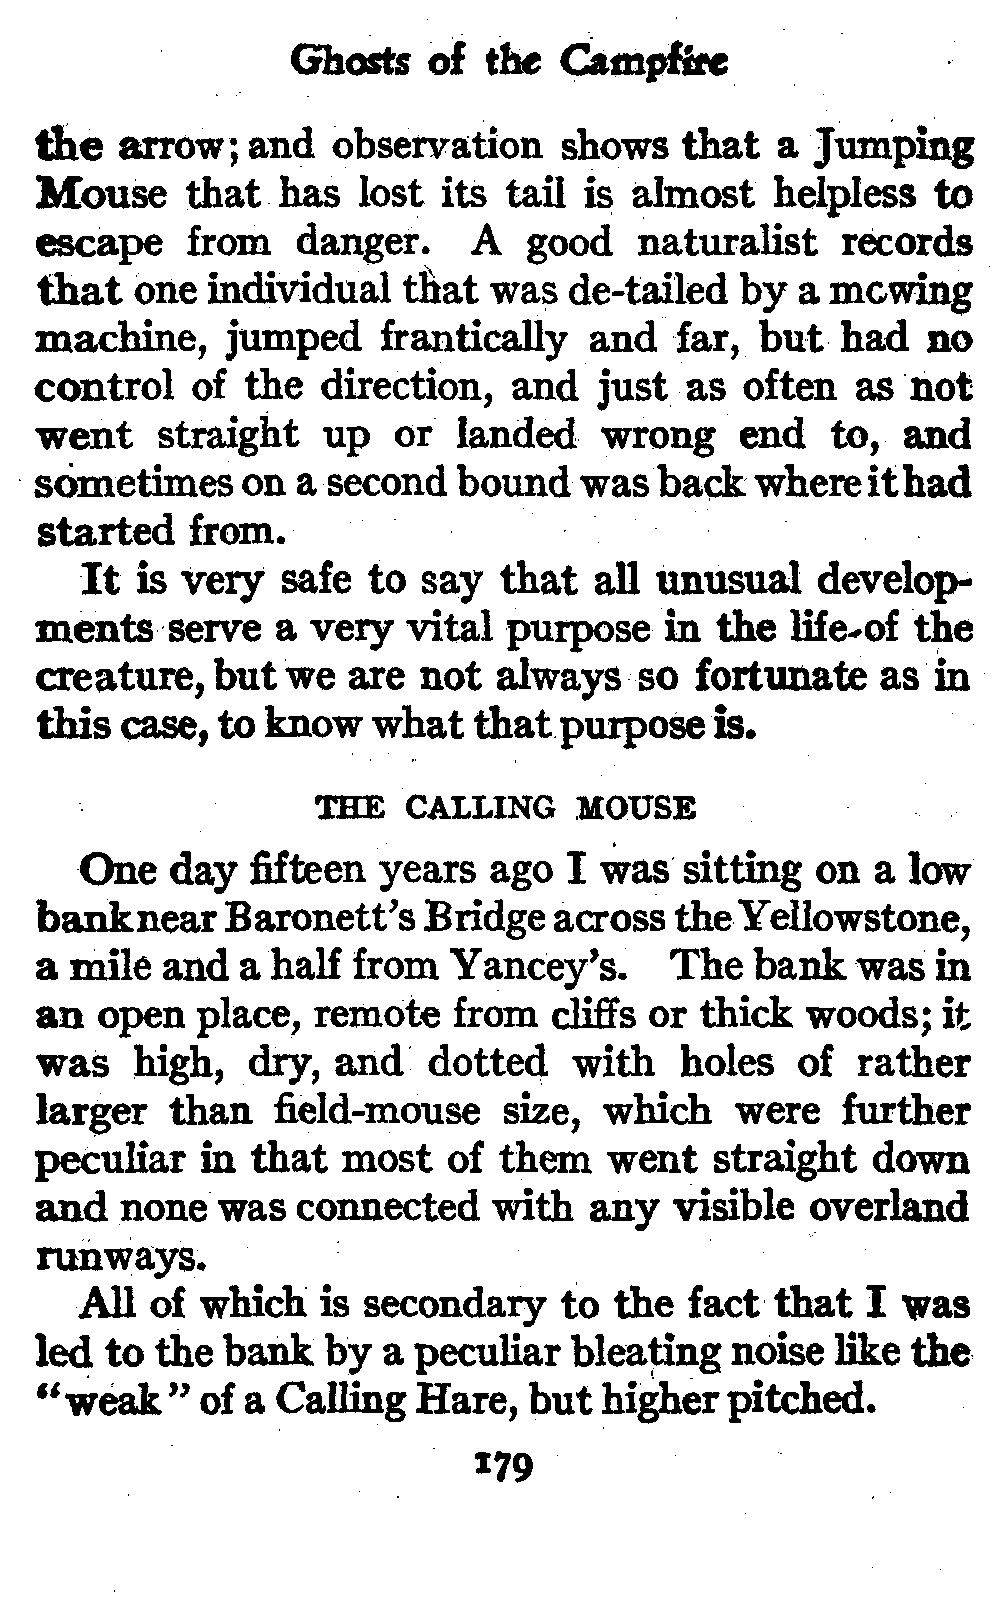 Ghosts of the Campfire
the arrow; and observation shows that a Jumping
Mouse that has lost its tail is almost helpless to
escape from danger. A good naturalist records
that one individual that was de-tailed by a mowing
machine, jumped frantically and far, but had no
control of the direction, and just as often as not
went straight up or landed wrong end to, and
sometimes on a second bound was back where it had
started from.
It is very safe to say that all unusual develop-
ments serve a very vital purpose in the life of the
creature, but we are not always so fortunate as in
this case, to know what that purpose is.
THE CALLING MOUSE
One day fifteen years ago I was sitting on a low
bank near Baronett's Bridge across the Yellowstone,
a mile and a half from Yancey's. The bank was in
an open place, remote from cliffs or thick woods; it
was high, dry, and dotted with holes of rather
larger than field-mouse size, which were further
peculiar in that most of them went straight down
and none was connected with any visible overland
runways.
All of which is secondary to the fact that I was
led to the bank by a peculiar bleating noise like the
"weak" of a Calling Hare, but higher pitched.
179